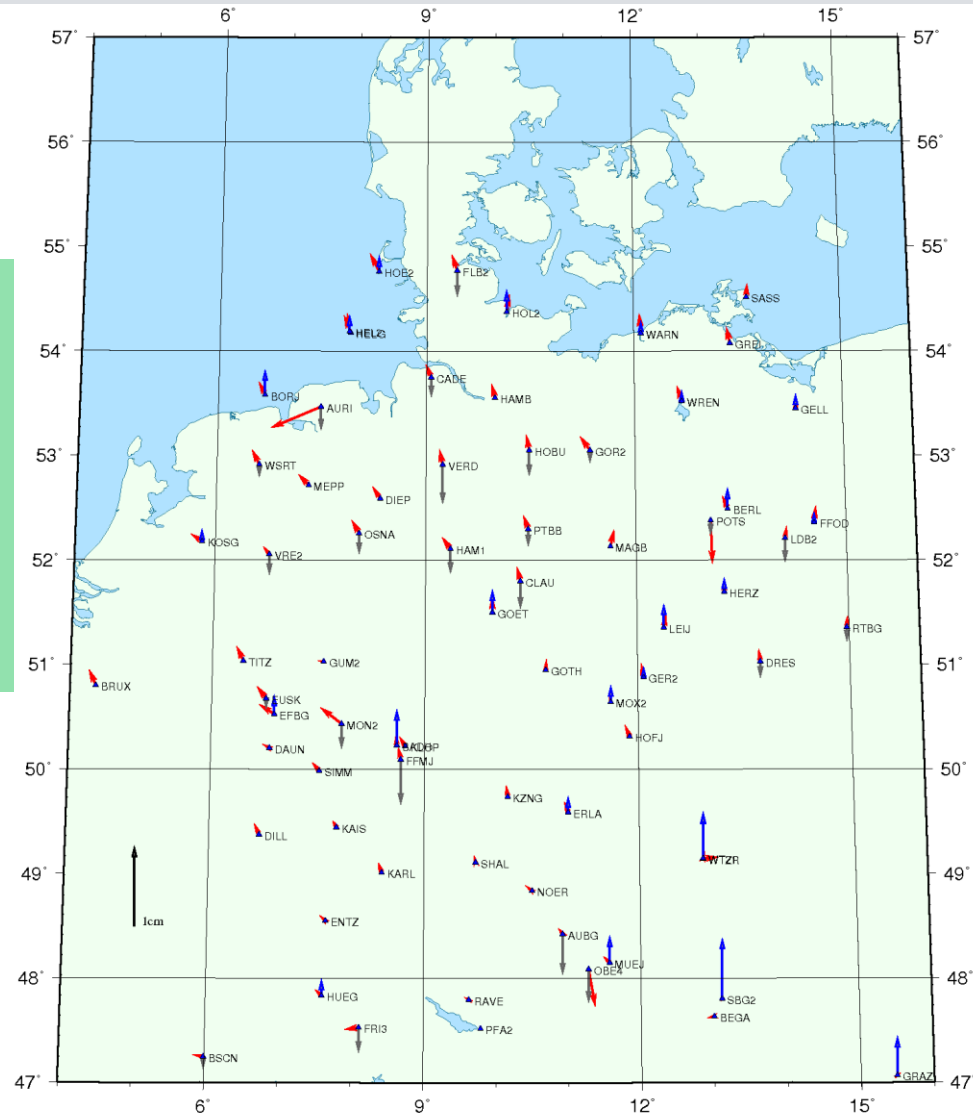 6° 9° 12° 15°
57° 57°
56° 56°
55° 55°
HOE2 FLB2
SASS
HOL2
HELG WARN
54° GRE 54°
CADE
BORJ HAMB WREN
AURI GELL
HOBU GOR2
53° WSRT VERD 53°
MEPP
DIEP BERL
POTS FFOD
KOSG OSNA PTBB MAGB LDB2
VRE2 HAM1
52° 52°
CLAU HERZ
GOET
LEIJ RTBG
51° TITZ GUM2 DRES 51°
BRUX GOTH GER2
EUSK MOX2
EFBG
MON2 HOFJ
DAUN
50° FFMJ 50°
SIMM
KZNG
ERLA
DILL KAIS
WTZR
49° KARL SHAL 49°
NOER
1cm ENTZ
AUBG
MUEJ
48° OBE4 48°
HUEG RAVE SBG2
FRI3 PFA2 BEGA
BSCN
47° GRAZ 47°
6° 9° 12° 15°